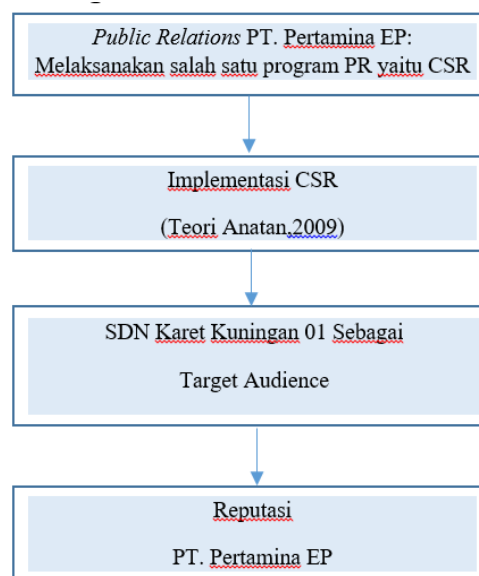 Public Relations PT. Pertamina EP:
Melaksanakan salah satu program PR yaitu CSR
Implementasi CSR
(Teori Anatan,2009)
SDN Karet Kuningan 01 Sebagai
Target Audience
Reputasi
PT. Pertamina EP